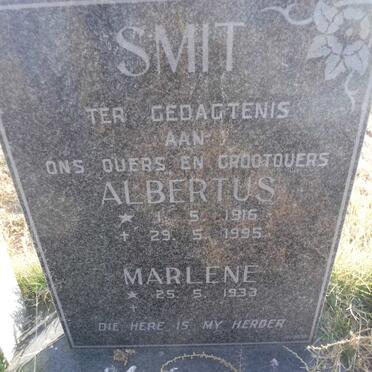 SMIT
TER GEDAGTENIS
AAN
ONS OUERS EN GROOTOUERS
ALBERTUS
★ 1. 5 1916
+ 29. 5. 1995
MARLENE
★ 25. 5 1933
+
DIE HERE IS MY HERDER